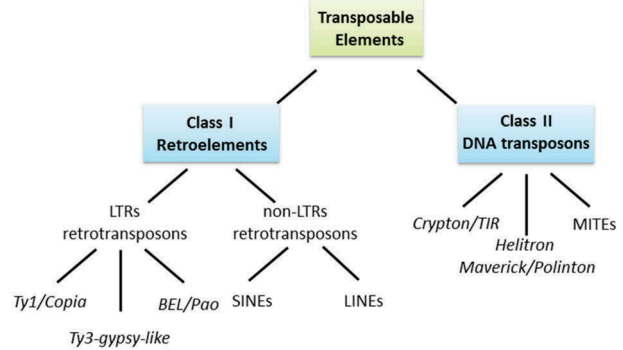 Transposable
Elements
Class I
Retroelements
Class II
DNA transposons
LTRs
retrotransposons
non-LTRs
retrotransposons
Crypton/TIR
Helitron
Maverick/Polinton
MITEs
Ty1/Copia
Ty3-gypsy-like
BEL/Pao
SINEs
LINEs